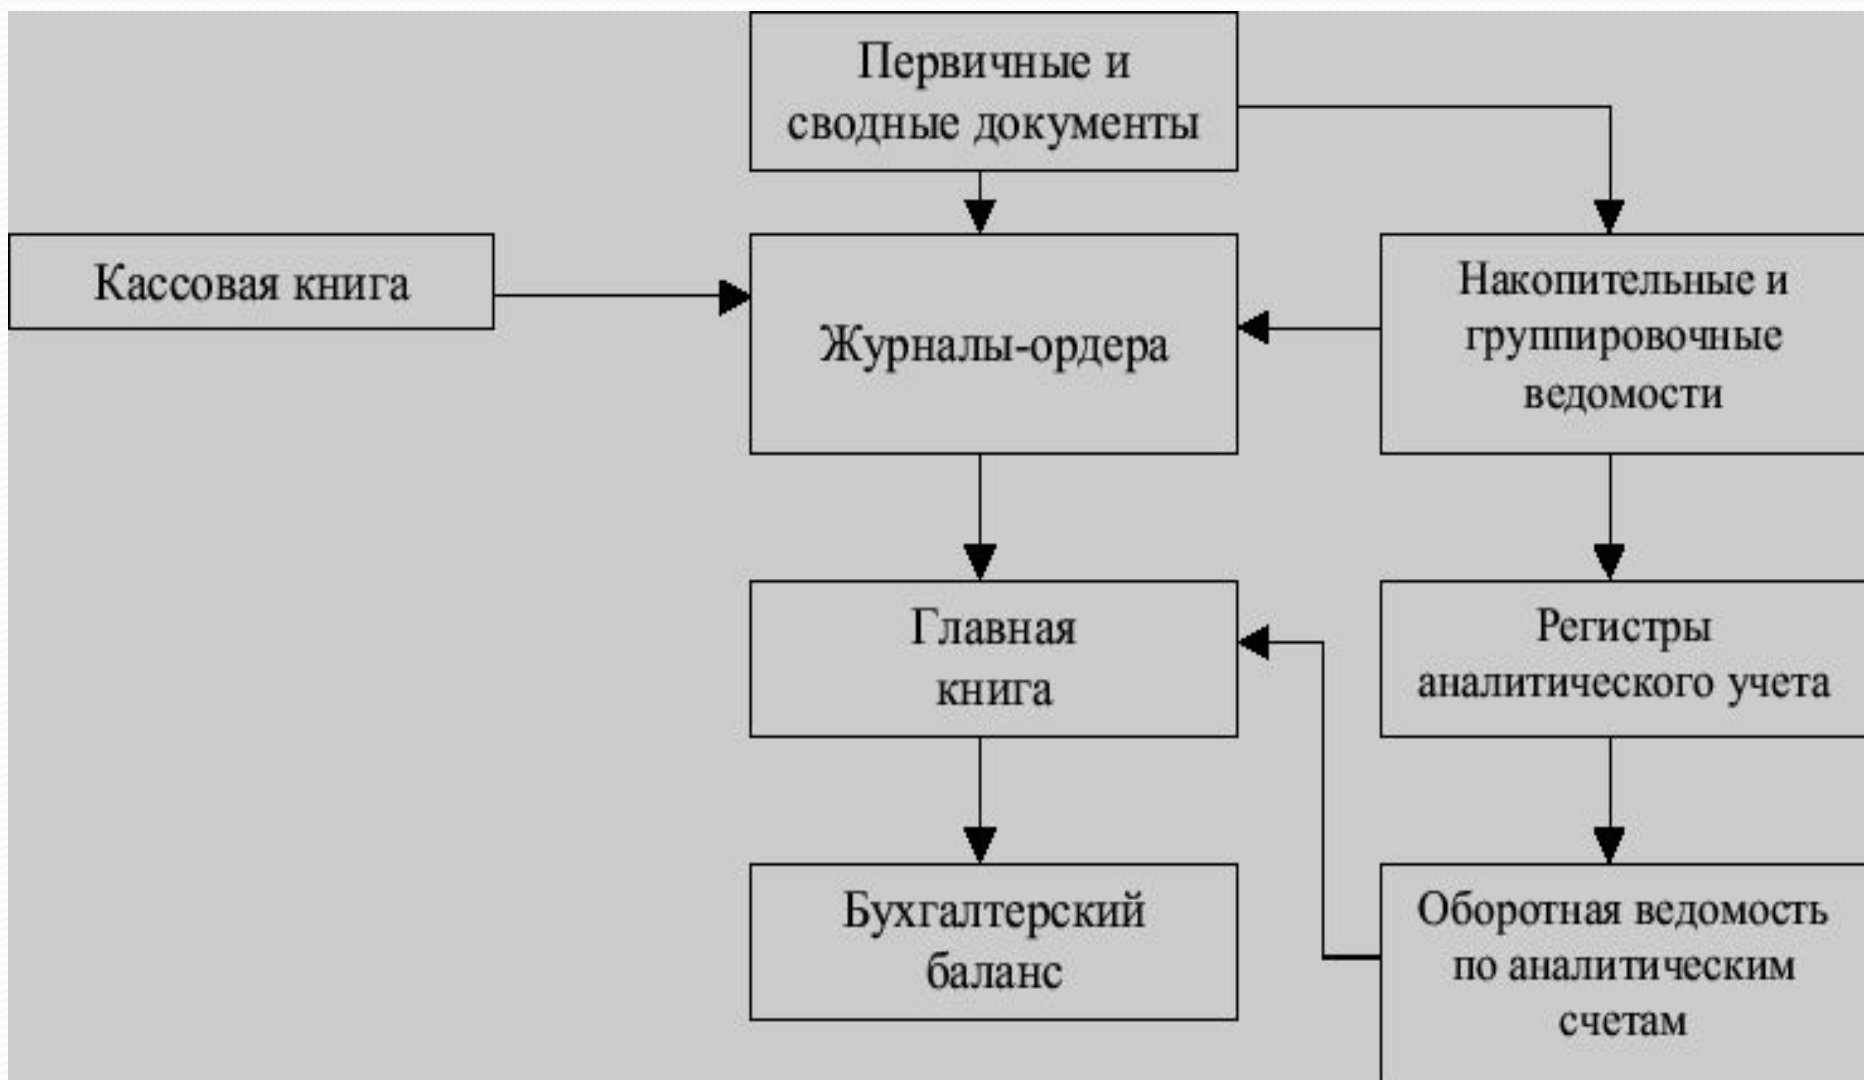 Первичные и
сводные документы
Кассовая книга
Журналы-ордера
Накопительные и
группировочные
ведомости
Главная
книга
Регистры
аналитического учета
Бухгалтерский
баланс
Оборотная ведомость
по аналитическим
счетам